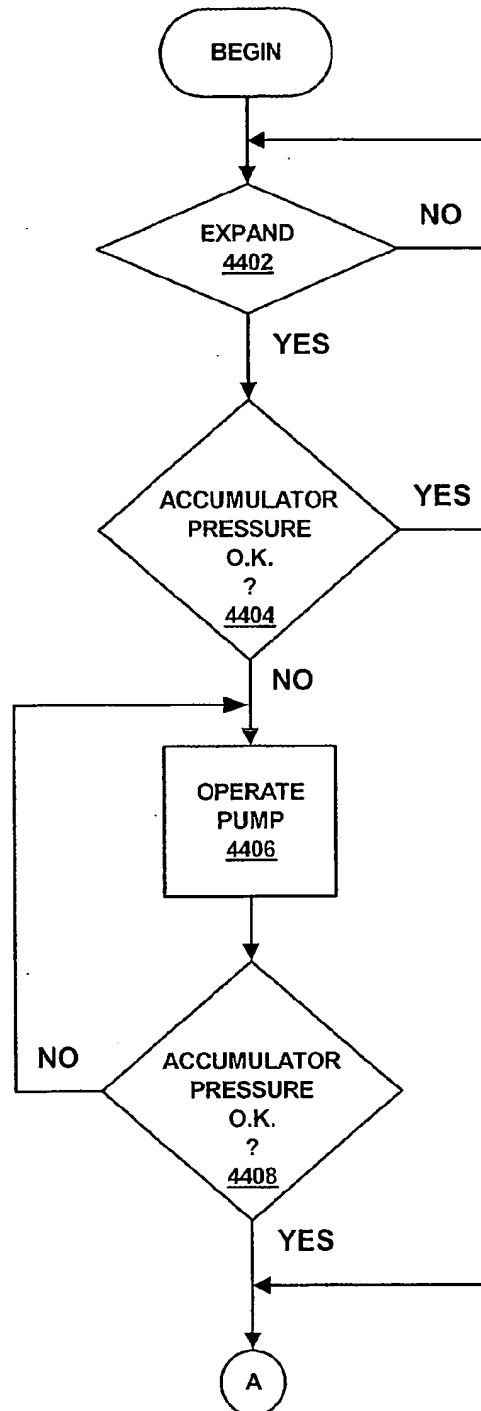 BEGIN
EXPAND
4402
NO
YES
ACCUMULATOR
PRESSURE
O.K.
?
4404
YES
NO
OPERATE
PUMP
4406
ACCUMULATOR
PRESSURE
O.K.
?
4408
NO
YES
A